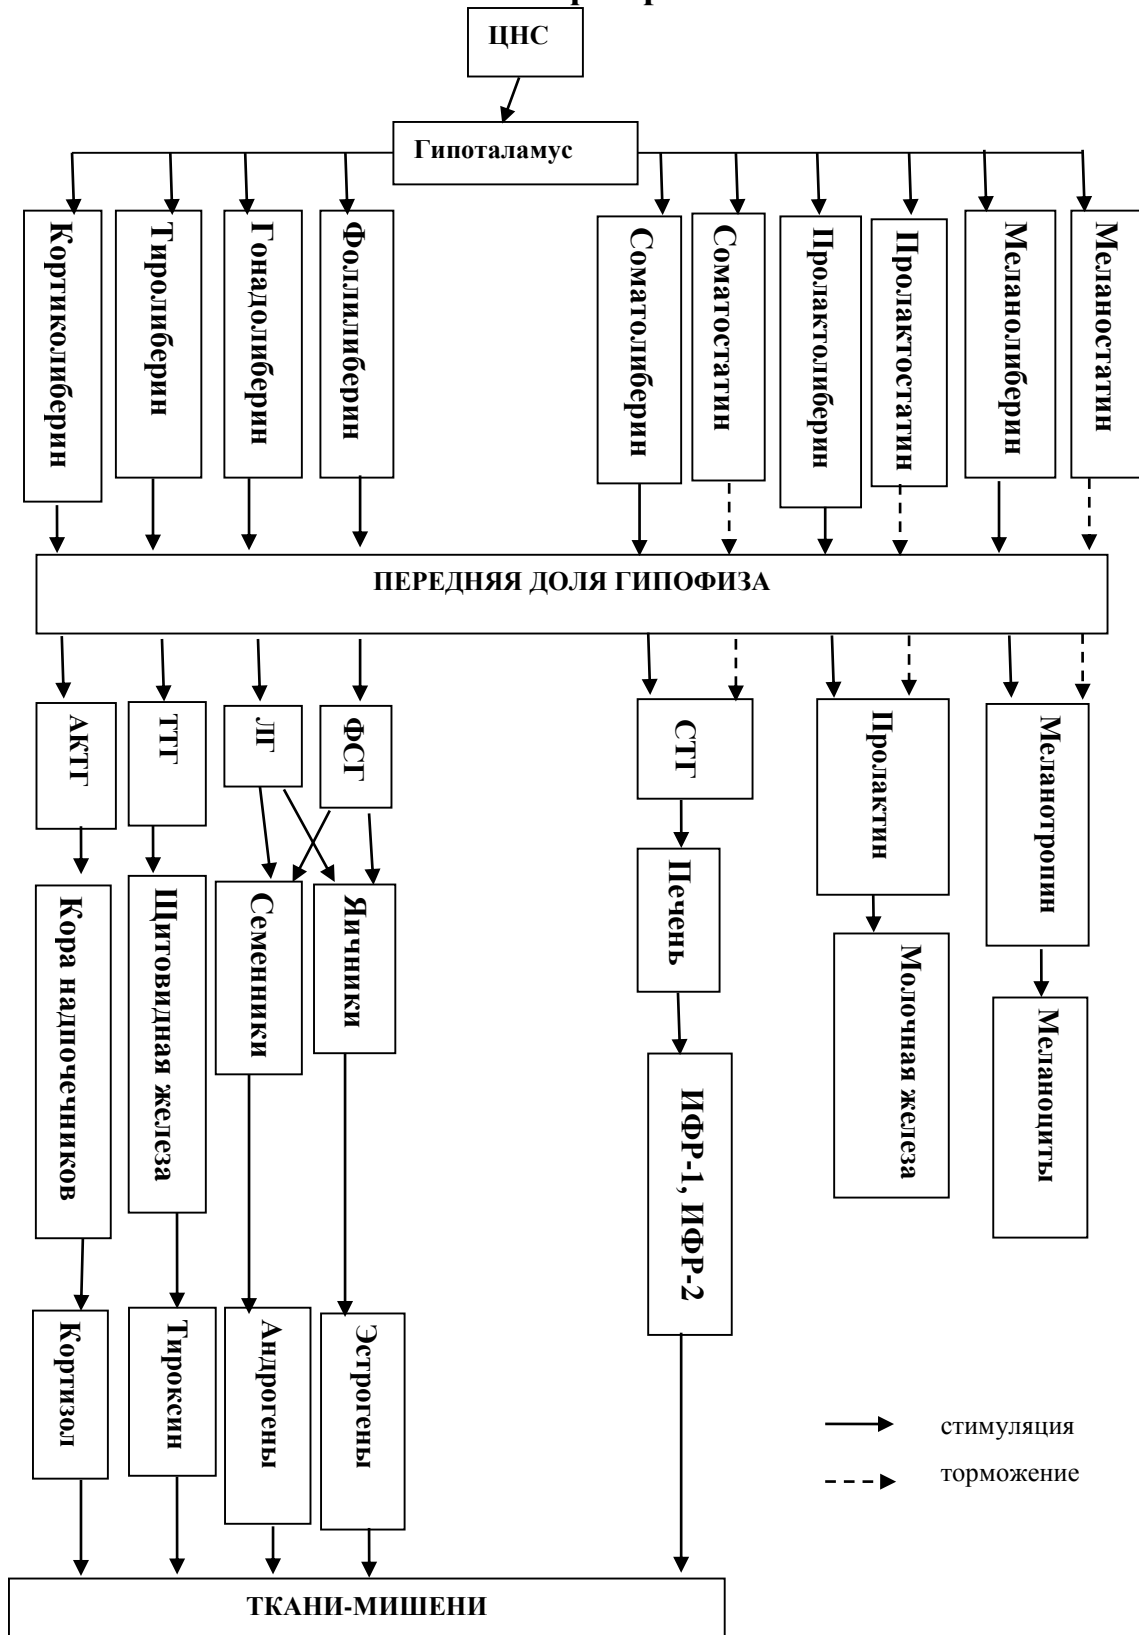 ЦНС
Гипоталамус
Кортиколиберин
Тиролиберин
Гонадолиберин
Фоллилиберин
Соматолиберин
Соматостатин
Пролактолиберин
Пролактостатин
Меланолиберин
Меланостатин
ПЕРЕДНЯЯ ДОЛЯ ГИПОФИЗА
АКТГ
ТТГ
ЛГ
ФСГ
СТГ
Пролактин
Меланотропин
Кора надпочечников
Щитовидная железа
Семенники
Яичники
Печень
Молочная железа
Меланоциты
ИФР-1, ИФР-2
Кортизол
Тироксин
Андрогены
Эстрогены
стимуляция
торможение
ТКАНИ-МИШЕНИ